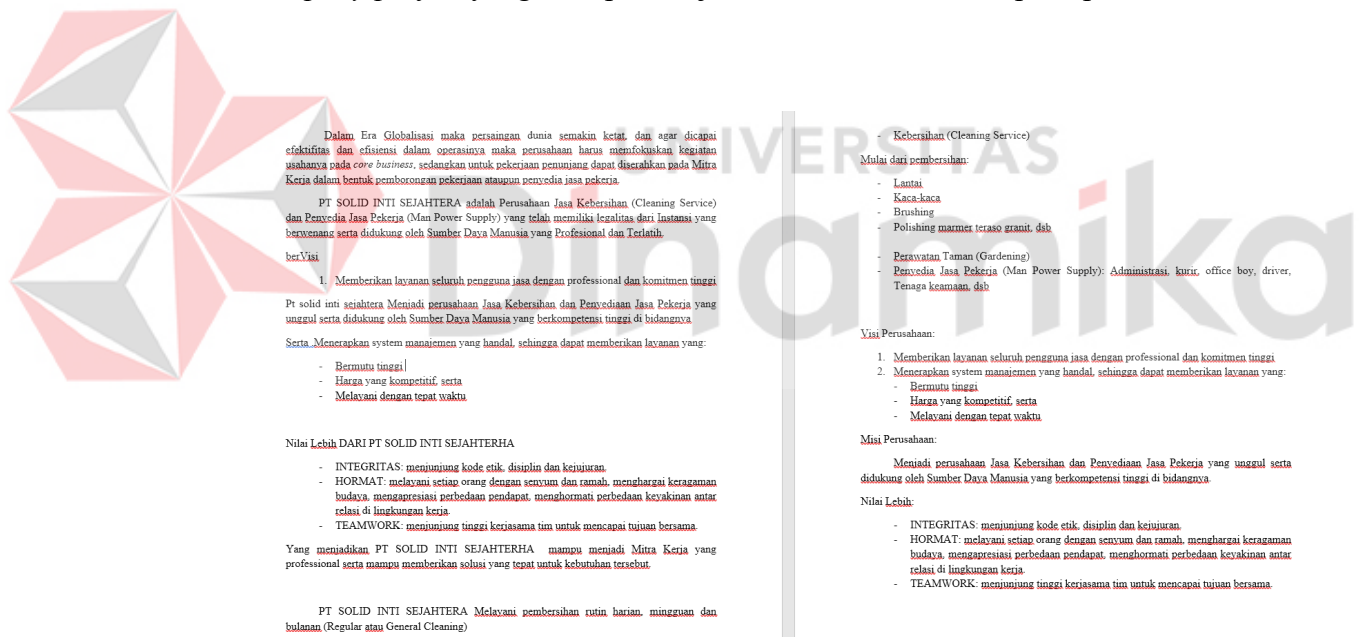 Dalam Era Globalisasi maka persaingan dunia semakin ketat, dan agar dicapai
efektifitas dan efisiensi dalam operasinya maka perusahaan harus memfokuskan kegiatan
usahanya pada core business, sedangkan untuk pekerjaan penunjang dapat diserahkan pada Mitra
Kerja dalam bentuk pemborongan pekerjaan ataupun penyedia jasa pekerja.
PT SOLID INTI SEJAHTERA adalah Perusahaan Jasa Kebersihan (Cleaning Service)
dan Penyedia Jasa Pekerja (Man Power Supply) yang telah memiliki legalitas dari Instansi yang
berwenang serta didukung oleh Sumber Daya Manusia yang Profesional dan Terlatih.
berVisi
1. Memberikan layanan seluruh pengguna jasa dengan professional dan komitmen tinggi
Pt solid inti sejahtera Menjadi perusahaan Jasa Kebersihan dan Penyediaan Jasa Pekerja yang
unggul serta didukung oleh Sumber Daya Manusia yang berkompetensi tinggi di bidangnya.
Serta .Menerapkan system manajemen yang handal, sehingga dapat memberikan layanan yang:
- Bermutu tinggi
- Harga yang kompetitif, serta
- Melayani dengan tepat waktu
Nilai Lebih DARI PT SOLID INTI SEJAHTERHA
- INTEGRITAS: menjunjung kode etik, disiplin dan kejujuran.
- HORMAT: melayani setiap orang dengan senyum dan ramah, menghargai keragaman
budaya, mengapresiasi perbedaan pendapat, menghormati perbedaan keyakinan antar
relasi di lingkungan kerja.
- TEAMWORK: menjunjung tinggi kerjasama tim untuk mencapai tujuan bersama.
Yang menjadikan PT SOLID INTI SEJAHTERHA mampu menjadi Mitra Kerja yang
professional serta mampu memberikan solusi yang tepat untuk kebutuhan tersebut.
PT SOLID INTI SEJAHTERA Melayani pembersihan rutin harian, mingguan dan
bulanan (Regular atau General Cleaning)
- Kebersihan (Cleaning Service)
Mulai dari pembersihan:
- Lantai
- Kaca-kaca
- Brushing
- Polishing marmer teraso granit, dsb
- Perawatan Taman (Gardening)
- Penyedia Jasa Pekerja (Man Power Supply): Administrasi, kurir, office boy, driver,
Tenaga keamaan, dsb
Visi Perusahaan:
1. Memberikan layanan seluruh pengguna jasa dengan professional dan komitmen tinggi
2. Menerapkan system manajemen yang handal, sehingga dapat memberikan layanan yang:
- Bermutu tinggi
- Harga yang kompetitif, serta
- Melayani dengan tepat waktu
Misi Perusahaan:
Menjadi perusahaan Jasa Kebersihan dan Penyediaan Jasa Pekerja yang unggul serta
didukung oleh Sumber Daya Manusia yang berkompetensi tinggi di bidangnya.
Nilai Lebih:
- INTEGRITAS: menjunjung kode etik, disiplin dan kejujuran.
- HORMAT: melayani setiap orang dengan senyum dan ramah, menghargai keragaman
budaya, mengapresiasi perbedaan pendapat, menghormati perbedaan keyakinan antar
relasi di lingkungan kerja.
- TEAMWORK: menjunjung tinggi kerjasama tim untuk mencapai tujuan bersama.
UNIVERSITAS
Dinamika